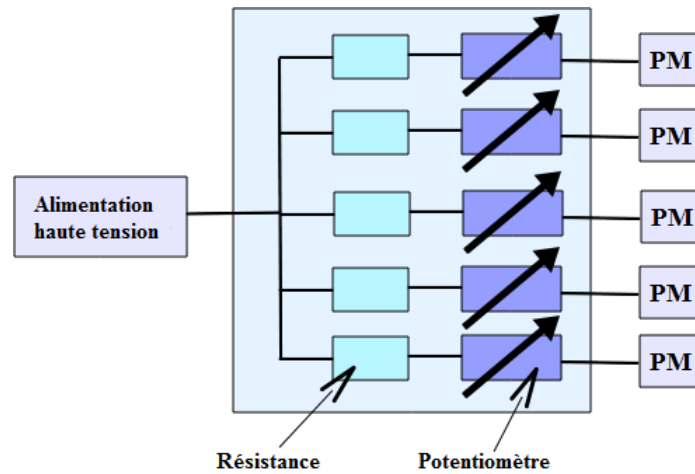 PM
PM
Alimentation
haute tension
PM
PM
PM
Résistance
Potentiomètre